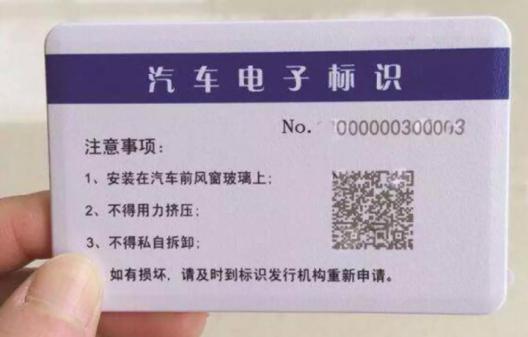 汽车电子标识
No. 000000300003
注意事项：
1、安装在汽车前风窗玻璃上；
2、不得用力挤压；
3、不得私自拆卸；
如有损坏，请及时到标识发行机构重新申请。